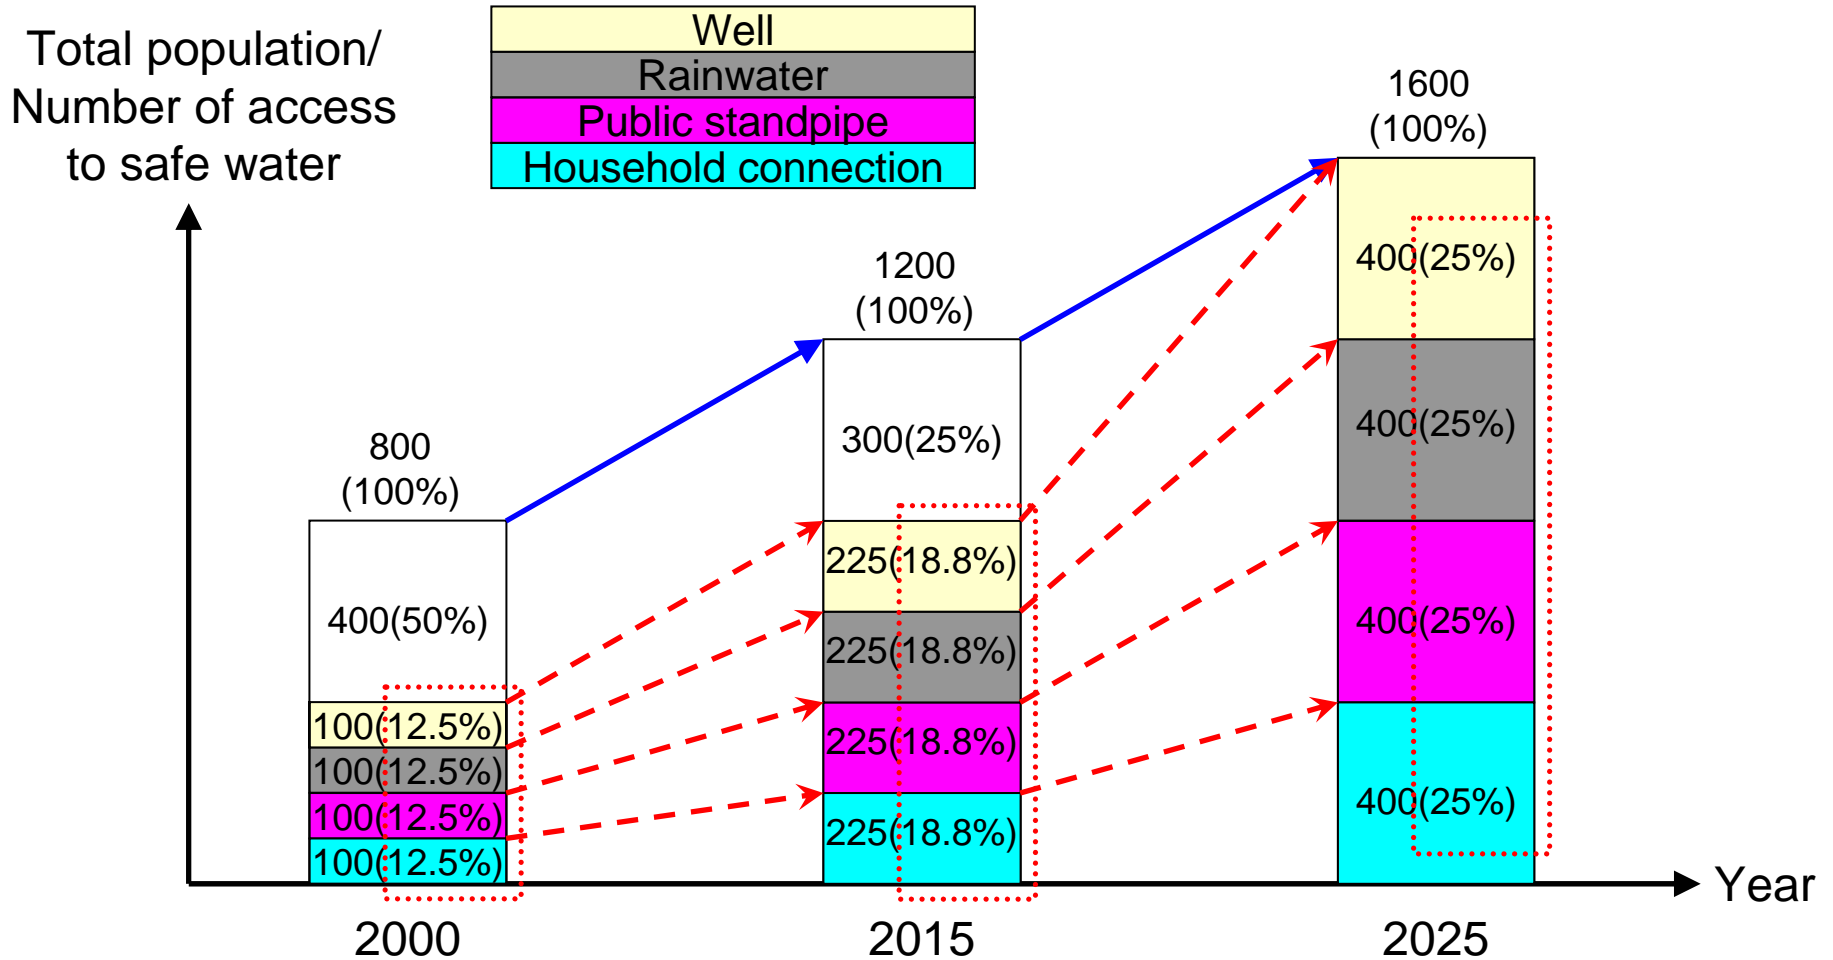 Total population/
Number of access
to safe water
Well
Rainwater
Public standpipe
Household connection
800
(100%)
400(50%)
100(12.5%)
100(12.5%)
100(12.5%)
100(12.5%)
1200
(100%)
300(25%)
225(18.8%)
225(18.8%)
225(18.8%)
225(18.8%)
1600
(100%)
400(25%)
400(25%)
400(25%)
400(25%)
Year
2000
2015
2025